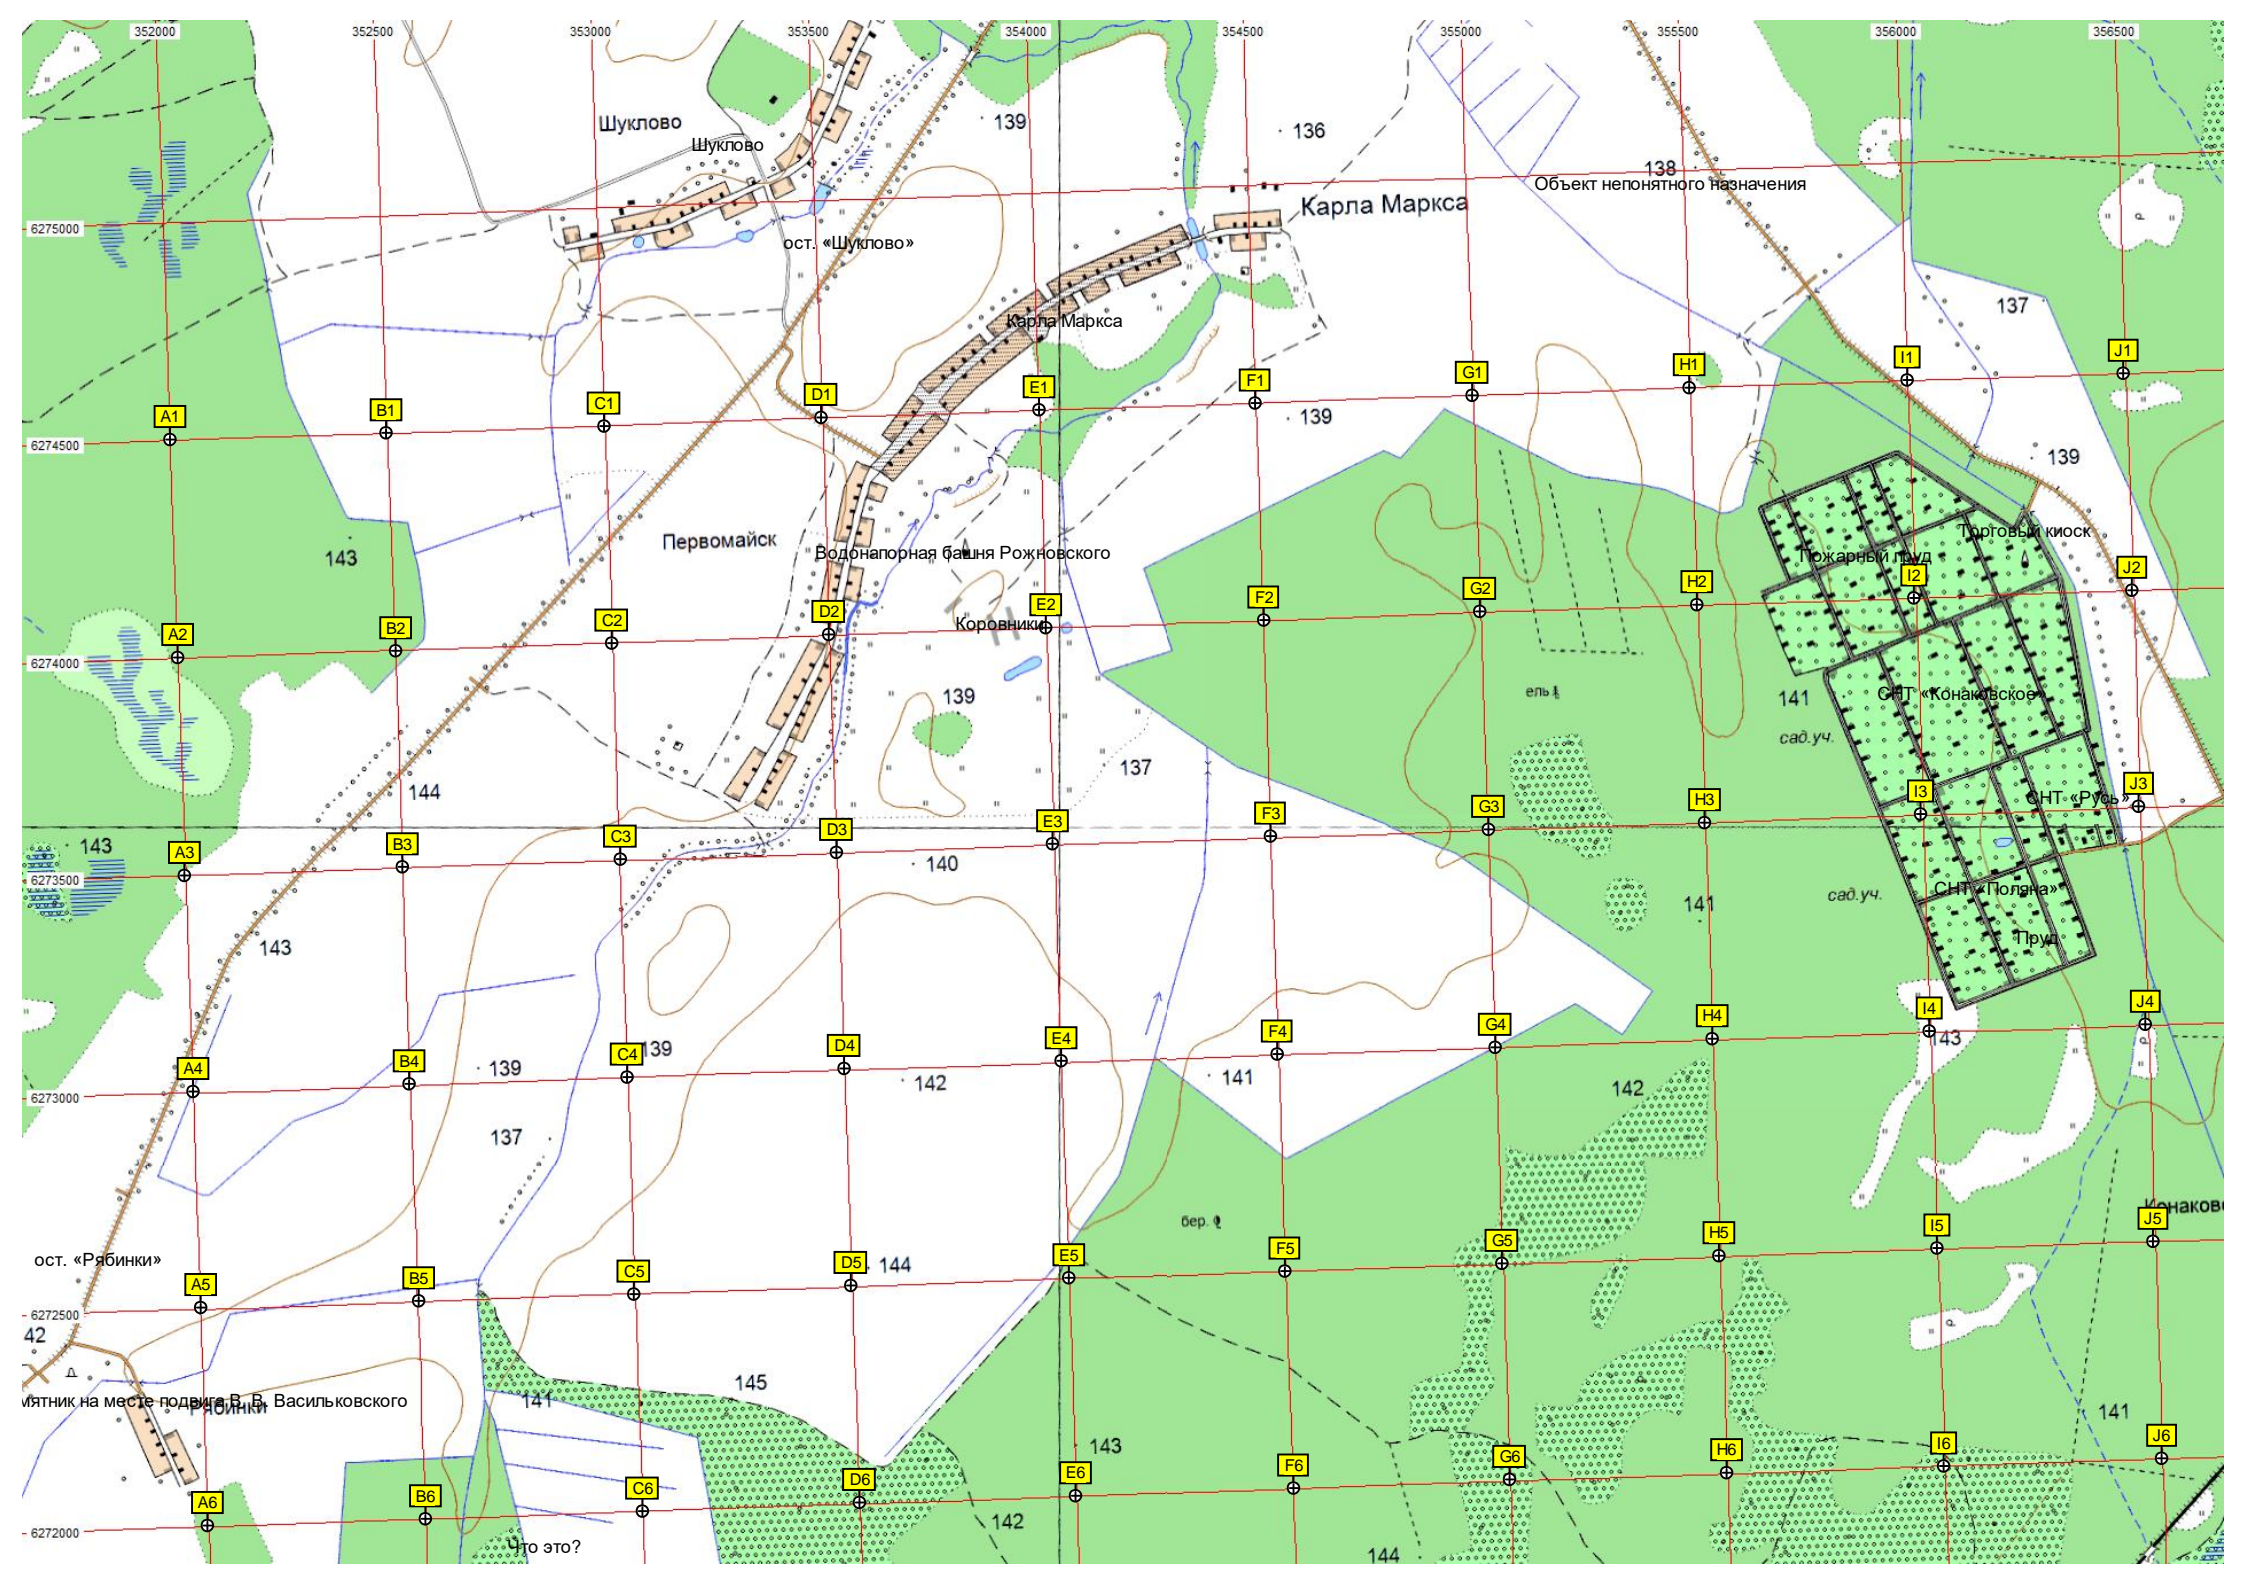 352000 352500 353000 353500 354000 354500 355000 355500 356000 356500
Шуклово
139
136
Шуклово
138
Объект непонятного назначения
Карла Маркса
6275000
ост. «Шуклово»
137
Карла Маркса
A1 B1 C1 D1 E1 F1 G1 H1 I1 J1
139
6274500
139
143
Первомайск
Водонапорная башня Рожновского
Торговый киоск
Пожарный пруд
A2 B2 C2 D2 E2 F2 G2 H2 I2 J2
Коровники
6274000
139
ель
141
СНТ «Конаковское»
сад.уч.
137
144
СНТ «Русь»
A3 B3 C3 D3 E3 F3 G3 H3 I3 J3
143
140
6273500
141
сад.уч.
СНТ «Поляна»
143
Пруд
A4 B4 C4 D4 E4 F4 G4 H4 I4 J4
139
139
142
141
142
143
6273000
р
137
бер.
Конаков
ост. «Рябинки»
144
A5 B5 C5 D5 E5 F5 G5 H5 I5 J5
6272500
42
р
145
141
мятник на месте подвига В. В. Васильковского
Рябинки
141
143
A6 B6 C6 D6 E6 F6 G6 H6 I6 J6
6272000
142
Что это?
144